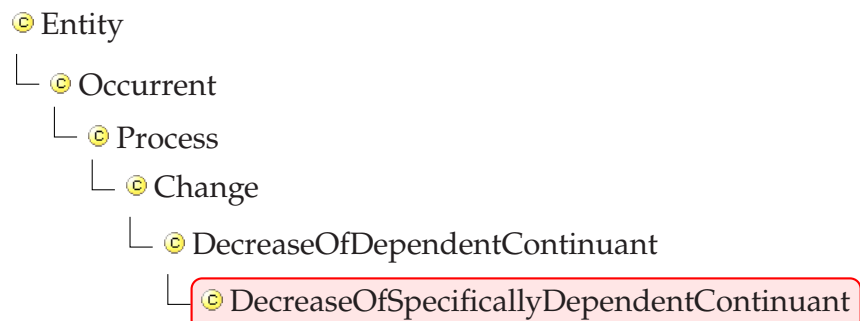 Entity
Occurrent
Process
Change
DecreaseOfDependentContinuant
DecreaseOfSpecificallyDependentContinuant